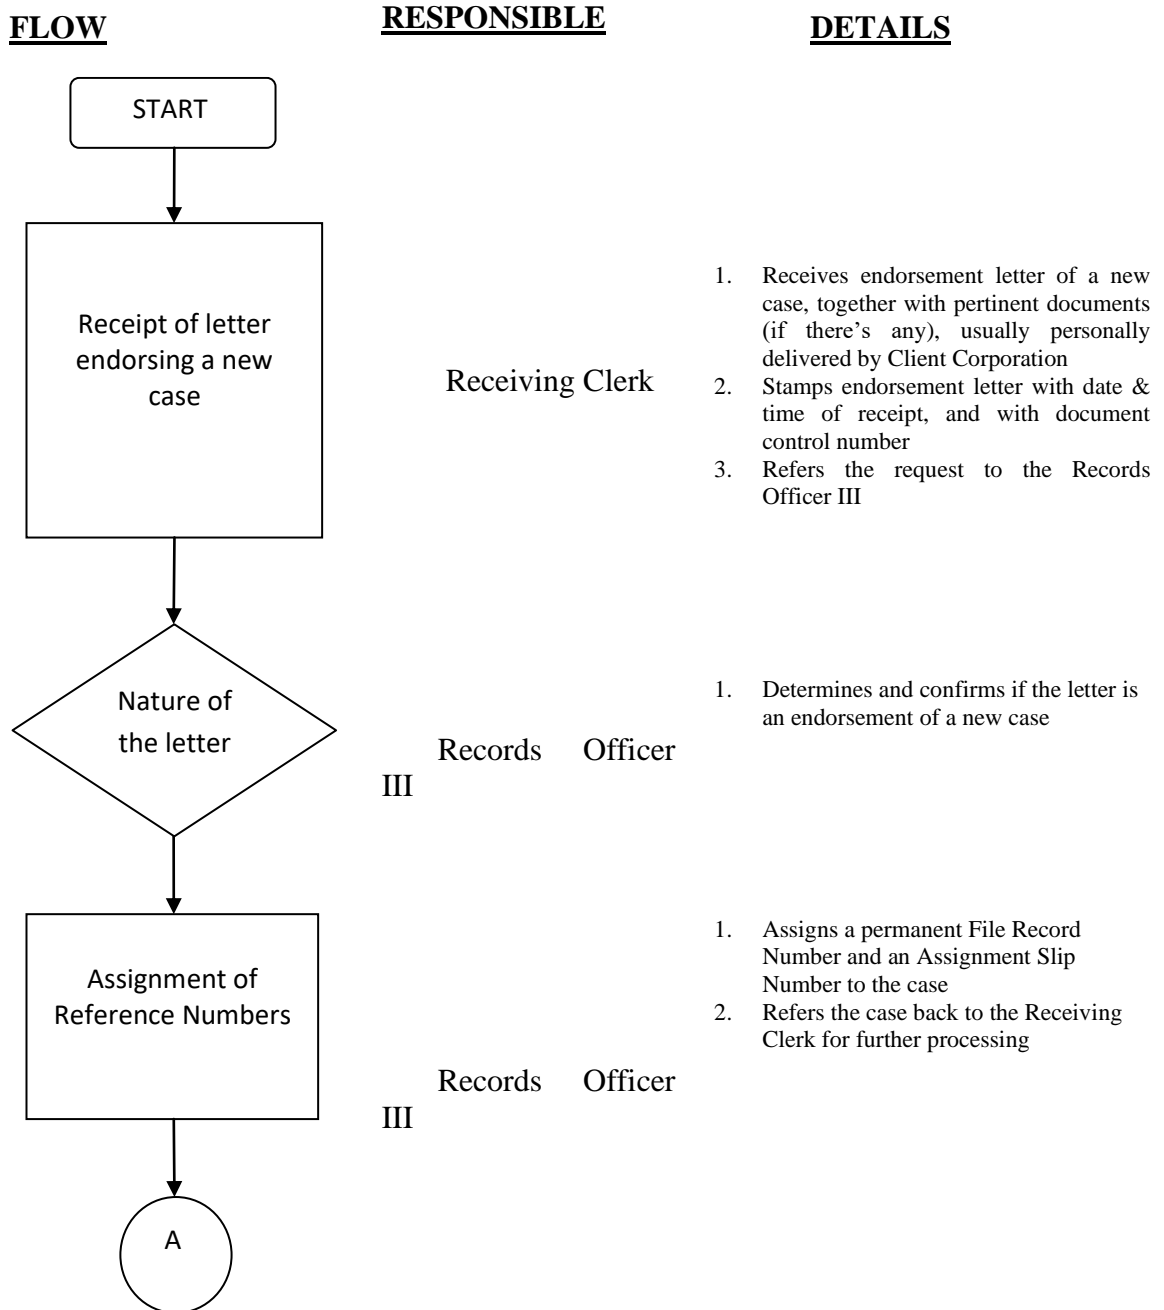 FLOW
RESPONSIBLE
DETAILS
START
Receipt of letter
endorsing a new
case
Receiving Clerk
1. Receives endorsement letter of a new
case, together with pertinent documents
(if there’s any), usually personally
delivered by Client Corporation
2. Stamps endorsement letter with date &
time of receipt, and with document
control number
3. Refers the request to the Records
Officer III
Nature of
the letter
Records Officer
III
1. Determines and confirms if the letter is
an endorsement of a new case
Assignment of
Reference Numbers
Records Officer
III
1. Assigns a permanent File Record
Number and an Assignment Slip
Number to the case
2. Refers the case back to the Receiving
Clerk for further processing
A